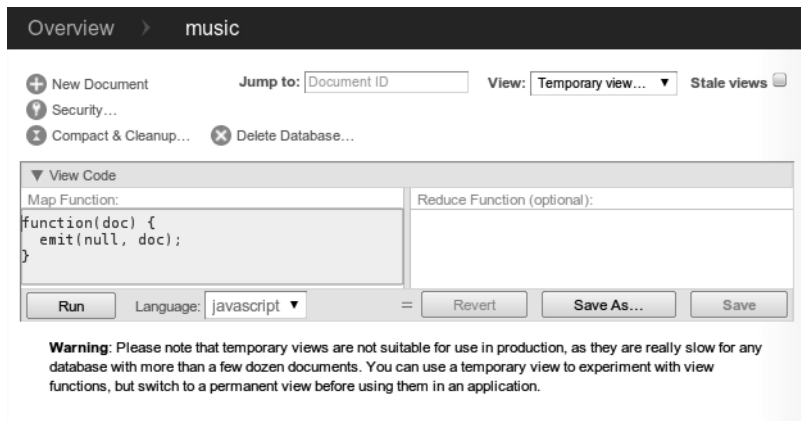 Overview music
New Document Jump to: Document ID View: Temporary view... ▼ Stale views
Security...
Compact & Cleanup... Delete Database...
▼ View Code
Map Function: Reduce Function (optional):
function(doc) {
  emit(null, doc);
}
Run Language: javascript ▼ = Revert Save As... Save
Warning: Please note that temporary views are not suitable for use in production, as they are really slow for any
database with more than a few dozen documents. You can use a temporary view to experiment with view
functions, but switch to a permanent view before using them in an application.